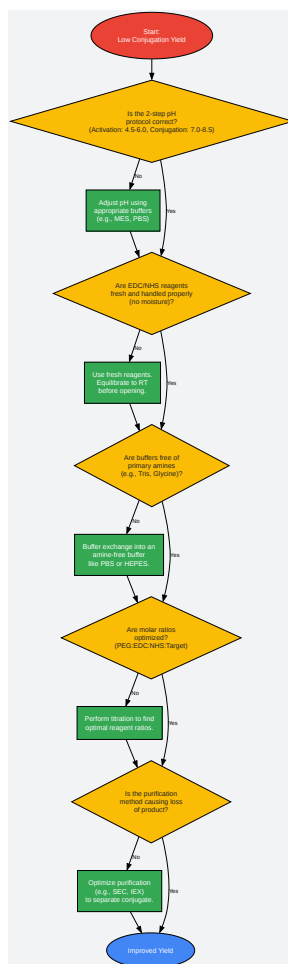 Start:
Low Conjugation Yield
Is the 2-step pH
protocol correct?
(Activation: 4.5-6.0, Conjugation: 7.0-8.5)
No
Yes
Adjust pH using
appropriate buffers
(e.g., MES, PBS)
Are EDC/NHS reagents
fresh and handled properly
(no moisture)?
No
Yes
Use fresh reagents.
Equilibrate to RT
before opening.
Are buffers free of
primary amines
(e.g., Tris, Glycine)?
No
Yes
Buffer exchange into an
amine-free buffer
like PBS or HEPES.
Are molar ratios
optimized?
(PEG:EDC:NHS:Target)
No
Yes
Perform titration to find
optimal reagent ratios.
Is the purification
method causing loss
of product?
No
Yes
Optimize purification
(e.g., SEC, IEX)
to separate conjugate.
Improved Yield